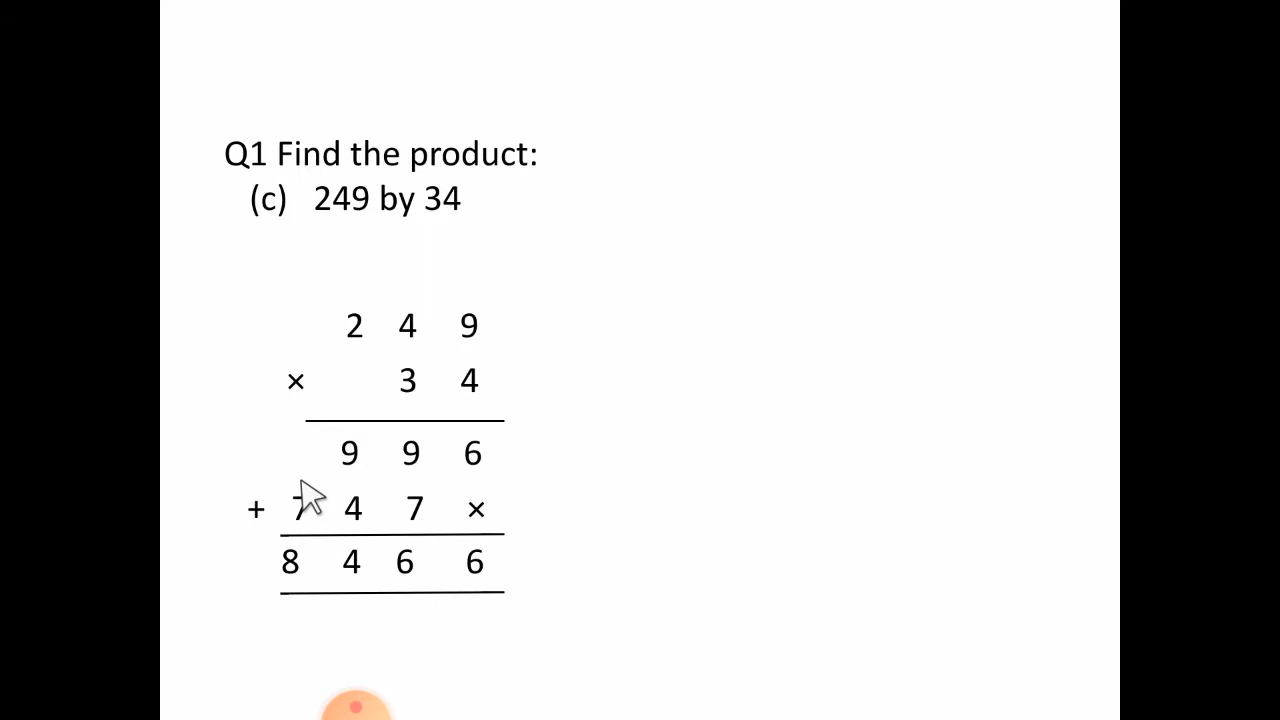 Q1 Find the product:
(c) 249 by 34
2 4 9
× 3 4
9 9 6
+ 7 4 7 ×
8 4 6 6